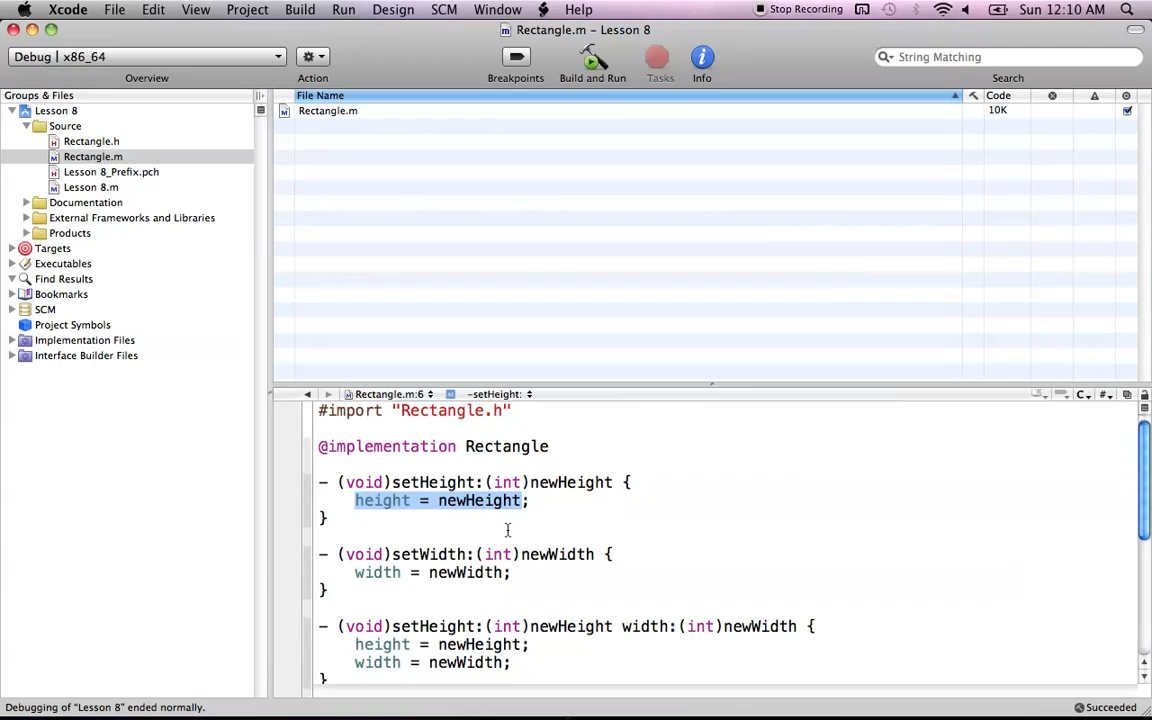 Xcode File Edit View Project Build Run Design SCM Window Help Stop Recording Sun 12:10 AM
Rectangle.m – Lesson 8
Debug | x86_64 String Matching
Overview Action Breakpoints Build and Run Tasks Info Search
Groups & Files File Name Code
Lesson 8 Rectangle.m 10K
Source
Rectangle.h
Rectangle.m
Lesson 8_Prefix.pch
Lesson 8.m
Documentation
External Frameworks and Libraries
Products
Targets
Executables
Find Results
Bookmarks
SCM
Project Symbols
Implementation Files
Interface Builder Files
Rectangle.m:6 -setHeight: C, #,
#import "Rectangle.h"
@implementation Rectangle
- (void)setHeight:(int)newHeight {
height = newHeight;
}
- (void)setWidth:(int)newWidth {
width = newWidth;
}
- (void)setHeight:(int)newHeight width:(int)newWidth {
height = newHeight;
width = newWidth;
}
Debugging of "Lesson 8" ended normally. Succeeded